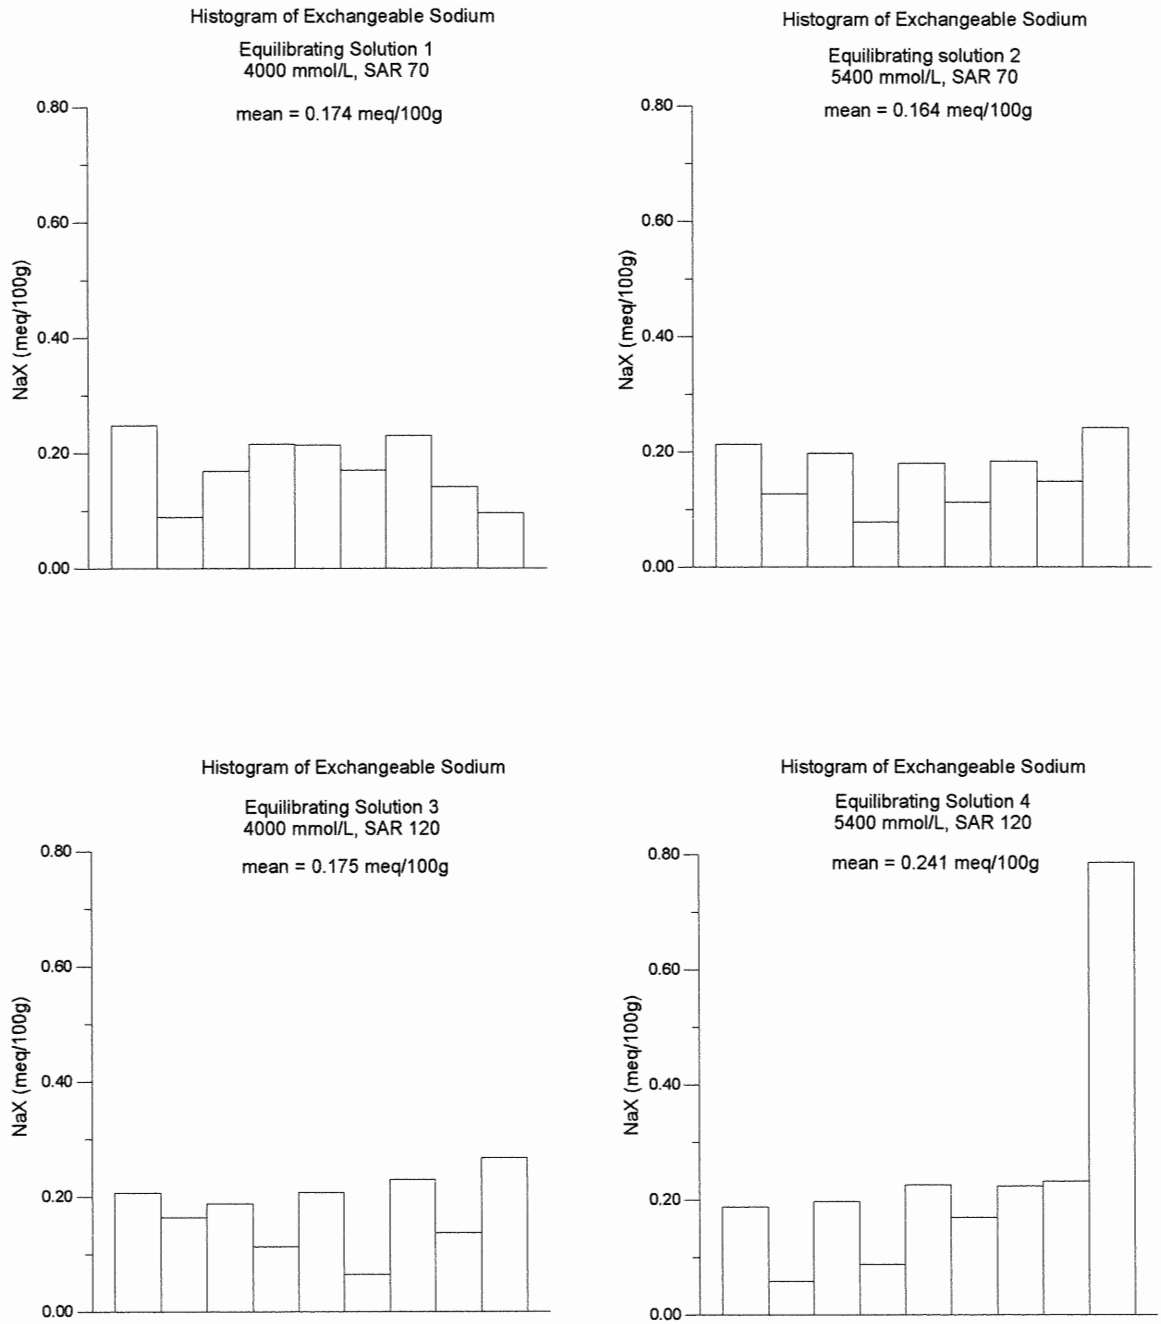 Histogram of Exchangeable Sodium
Equilibrating Solution 1
4000 mmol/L, SAR 70
mean = 0.174 meq/100g
0.80
0.60
0.40
0.20
0.00
NaX (meq/100g)
Histogram of Exchangeable Sodium
Equilibrating solution 2
5400 mmol/L, SAR 70
mean = 0.164 meq/100g
0.80
0.60
0.40
0.20
0.00
NaX (meq/100g)
Histogram of Exchangeable Sodium
Equilibrating Solution 3
4000 mmol/L, SAR 120
mean = 0.175 meq/100g
0.80
0.60
0.40
0.20
0.00
NaX (meq/100g)
Histogram of Exchangeable Sodium
Equilibrating Solution 4
5400 mmol/L, SAR 120
mean = 0.241 meq/100g
0.80
0.60
0.40
0.20
0.00
NaX (meq/100g)